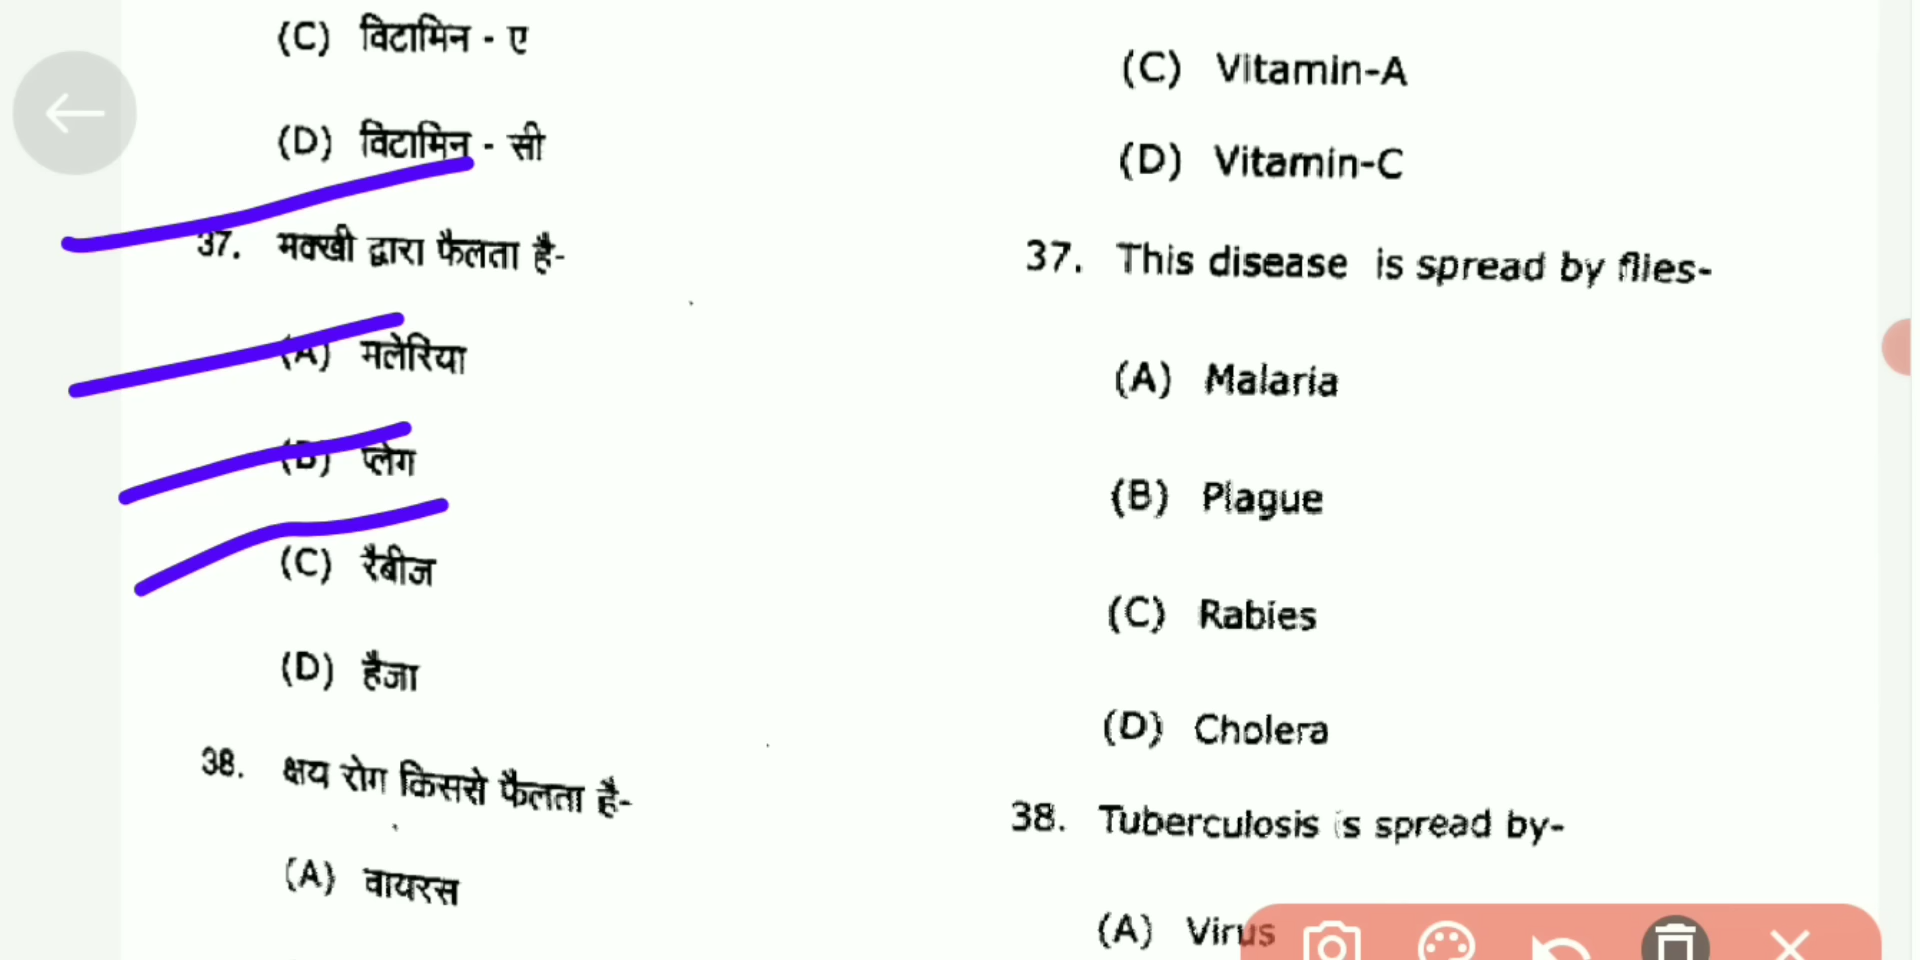 (C) विटामिन - ए
(D) विटामिन - सी
37. मक्खी द्वारा फैलता है-
(A) मलेरिया
(B) प्लेग
(C) रैबीज
(D) हैजा
38. क्षय रोग किससे फैलता है-
(A) वायरस
(C) Vitamin-A
(D) Vitamin-C
37. This disease is spread by flies-
(A) Malaria
(B) Plague
(C) Rabies
(D) Cholera
38. Tuberculosis is spread by-
(A) Virus